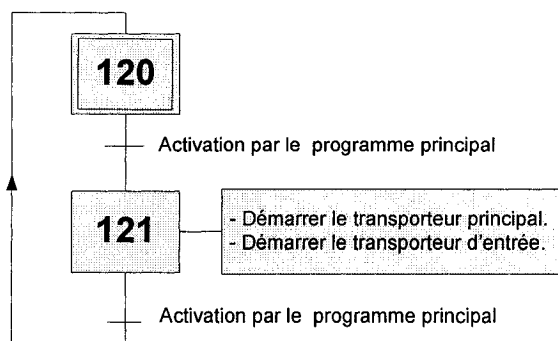 120
Activation par le programme principal
121
- Démarrer le transporteur principal.
- Démarrer le transporteur d'entrée.
Activation par le programme principal